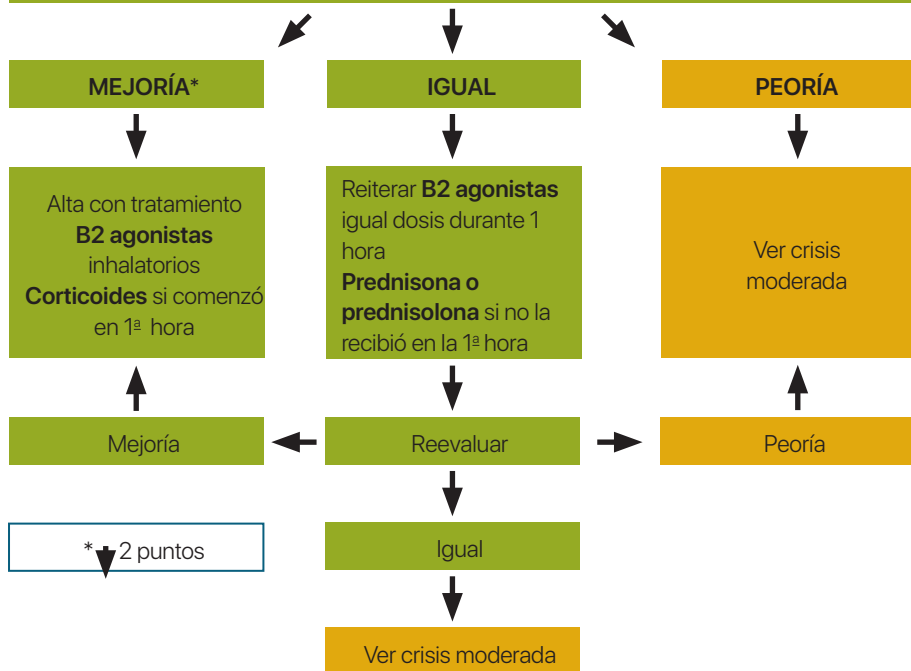 MEJORÍA*
IGUAL
PEORÍA
Alta con tratamiento
B2 agonistas
inhalatorios
Corticoides si comenzó
en 1ª hora
Reiterar B2 agonistas
igual dosis durante 1
hora
Prednisona o
prednisolona si no la
recibió en la 1ª hora
Ver crisis
moderada
Mejoría
Reevaluar
Peoría
* 2 puntos
Igual
Ver crisis moderada